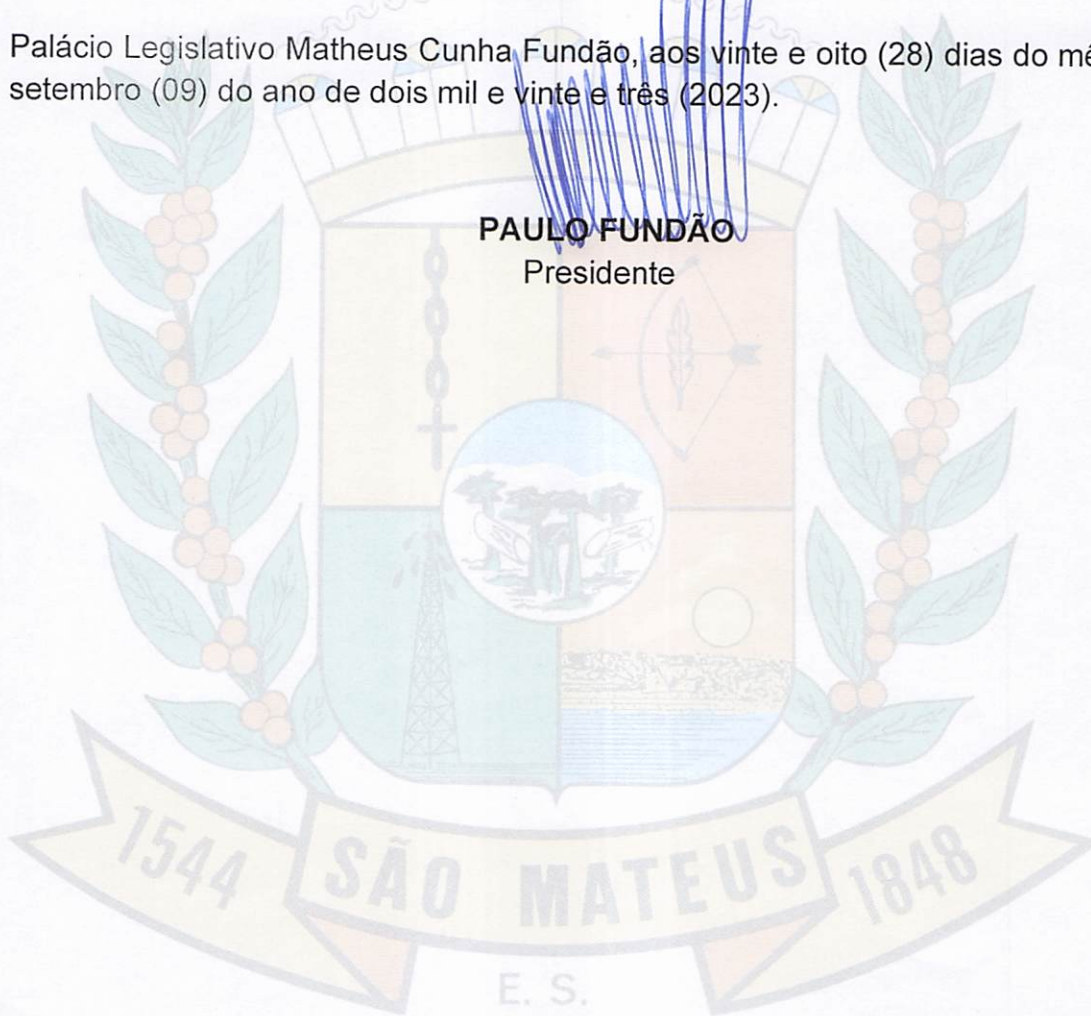 Palácio Legislativo Matheus Cunha Fundão, aos vinte e oito (28) dias do
setembro (09) do ano de dois mil e vinte e três (2023).
PAULO FUNDÃO
Presidente
1544 SÃO MATEUS 1848
E. S.